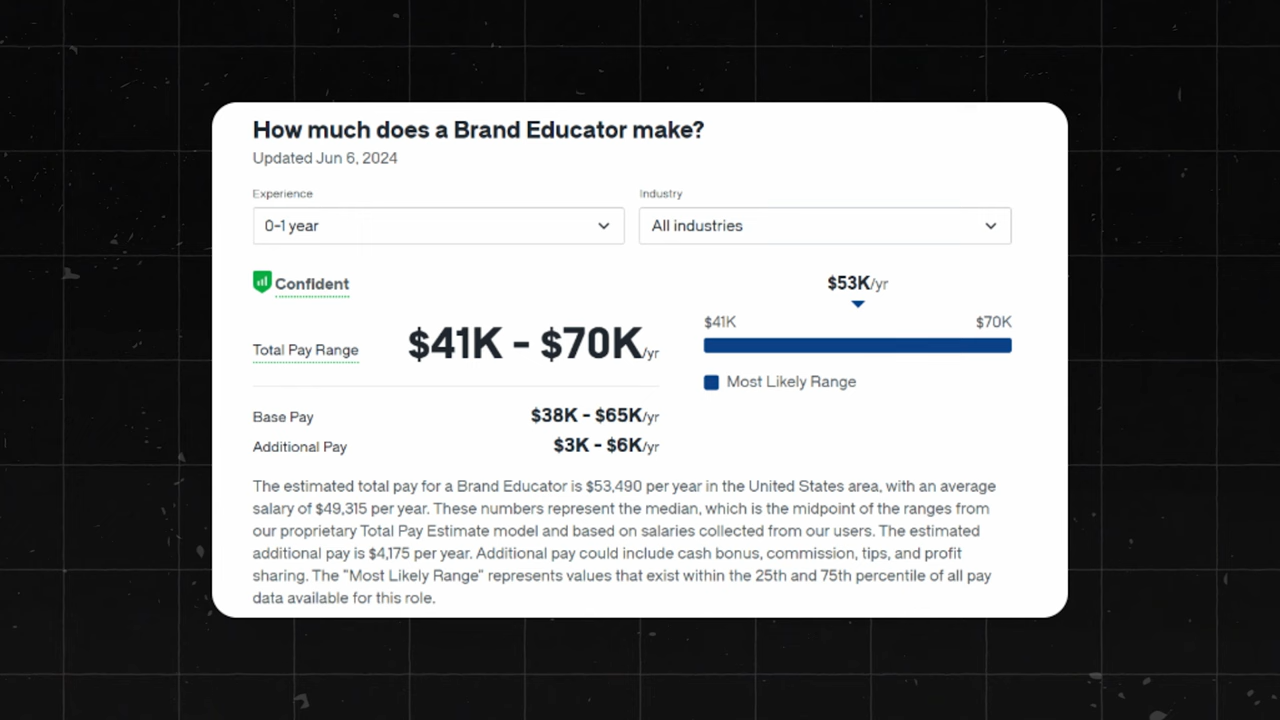 How much does a Brand Educator make?
Updated Jun 6, 2024
Experience
Industry
0-1 year
All industries
Confident
$53K/yr
$41K
$70K
Total Pay Range
$41K - $70K/yr
Most Likely Range
Base Pay
$38K - $65K/yr
Additional Pay
$3K - $6K/yr
The estimated total pay for a Brand Educator is $53,490 per year in the United States area, with an average
salary of $49,315 per year. These numbers represent the median, which is the midpoint of the ranges from
our proprietary Total Pay Estimate model and based on salaries collected from our users. The estimated
additional pay is $4,175 per year. Additional pay could include cash bonus, commission, tips, and profit
sharing. The "Most Likely Range" represents values that exist within the 25th and 75th percentile of all pay
data available for this role.